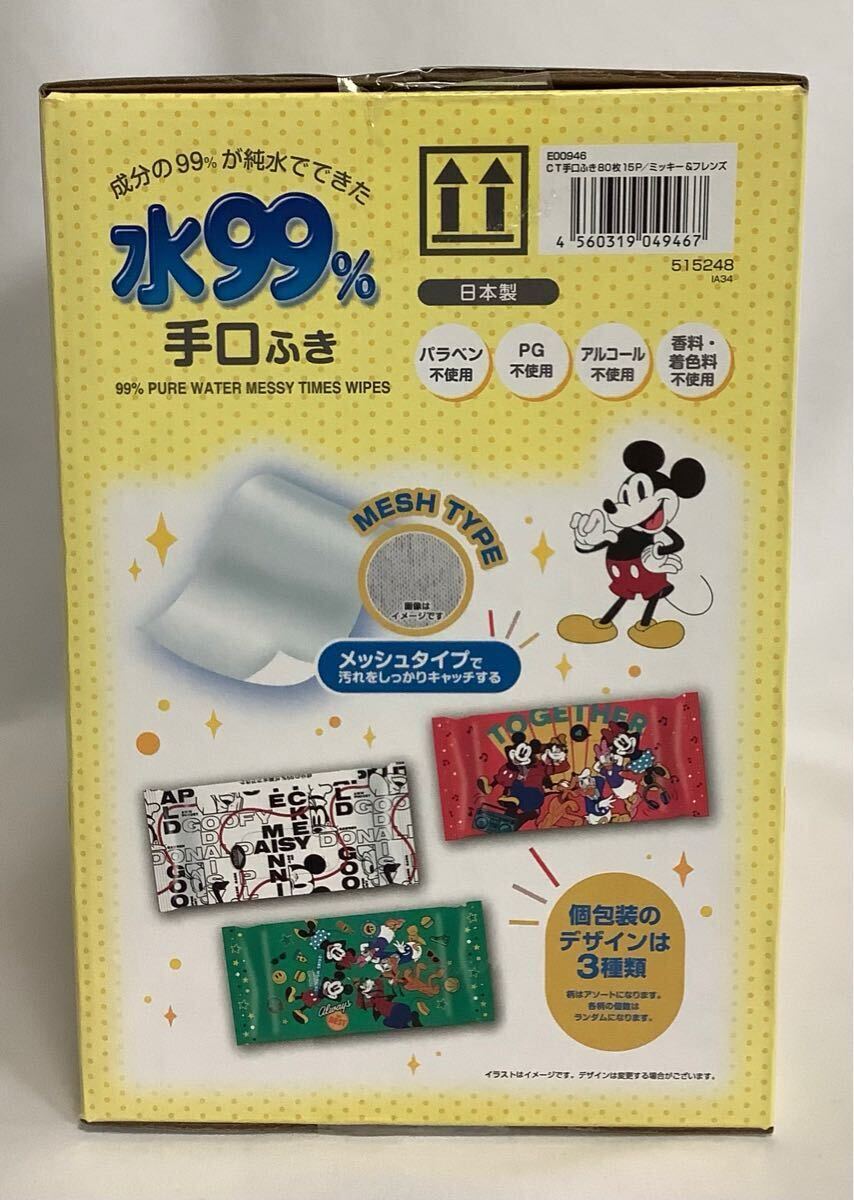 成分の99%が純水でできた
水99%
手口ふき
99% PURE WATER MESSY TIMES WIPES
E00946
CT手口ふき80枚15P/ミッキー&フレンズ
4 560319 049467
515248
IA34
日本製
パラベン
不使用
PG
不使用
アルコール
不使用
香料・
着色料
不使用
MESH TYPE
画像は
イメージです
メッシュタイプで
汚れをしっかりキャッチする
TOGETHER
GOOFY
DONALD
Always
個包装の
デザインは
3種類
柄はアソートになります。
各柄の個数は
ランダムになります。
イラストはイメージです。デザインは変更する場合がございます。